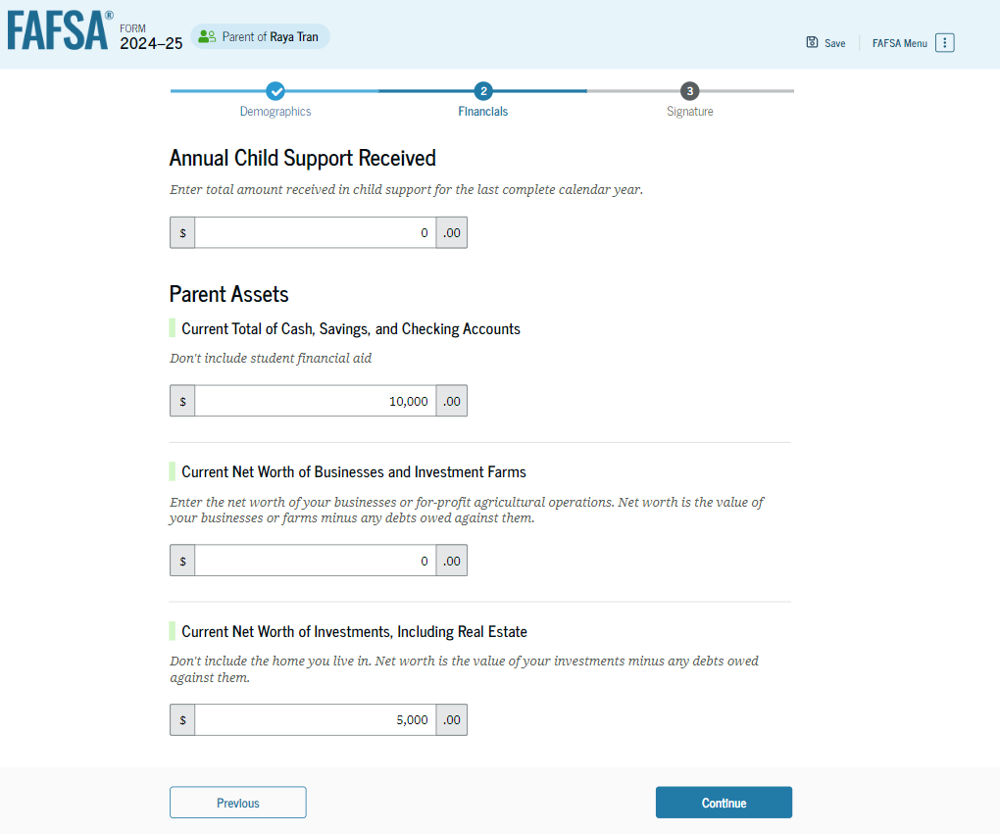 FAFSA®
FORM
2024–25
Parent of Raya Tran
Save
FAFSA Menu
2
3
Demographics
Financials
Signature
Annual Child Support Received
Enter total amount received in child support for the last complete calendar year.
$ 0 .00
Parent Assets
Current Total of Cash, Savings, and Checking Accounts
Don't include student financial aid
$ 10,000 .00
Current Net Worth of Businesses and Investment Farms
Enter the net worth of your businesses or for-profit agricultural operations. Net worth is the value of
your businesses or farms minus any debts owed against them.
$ 0 .00
Current Net Worth of Investments, Including Real Estate
Don't include the home you live in. Net worth is the value of your investments minus any debts owed
against them.
$ 5,000 .00
Previous
Continue